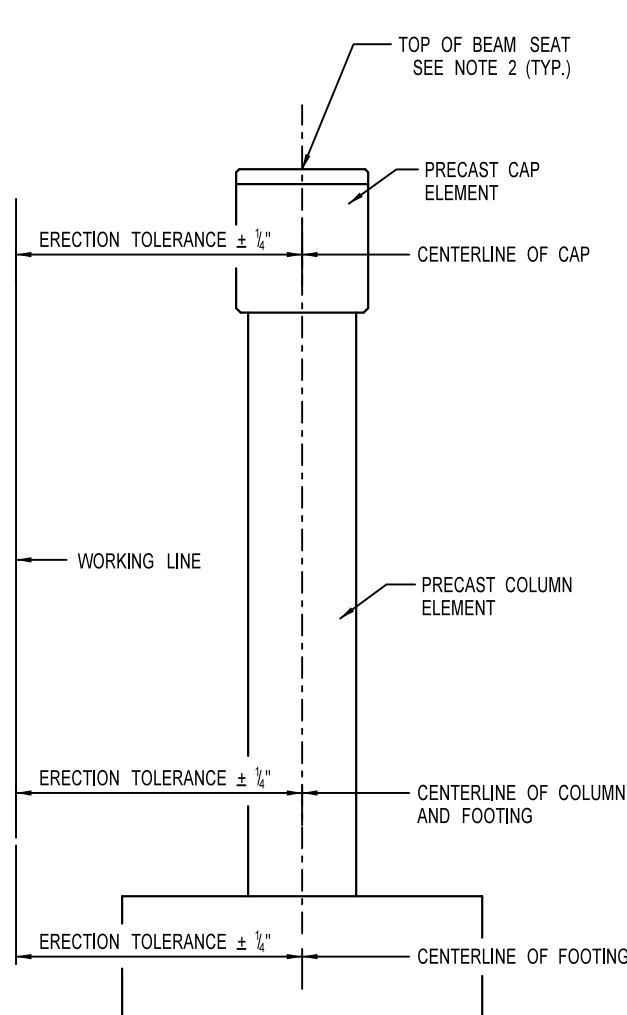 TOP OF BEAM SEAT
SEE NOTE 2 (TYP.)
PRECAST CAP
ELEMENT
ERECTION TOLERANCE ± 1/4"
CENTERLINE OF CAP
WORKING LINE
PRECAST COLUMN
ELEMENT
ERECTION TOLERANCE ± 1/4"
CENTERLINE OF COLUMN
AND FOOTING
ERECTION TOLERANCE ± 1/4"
CENTERLINE OF FOOTING